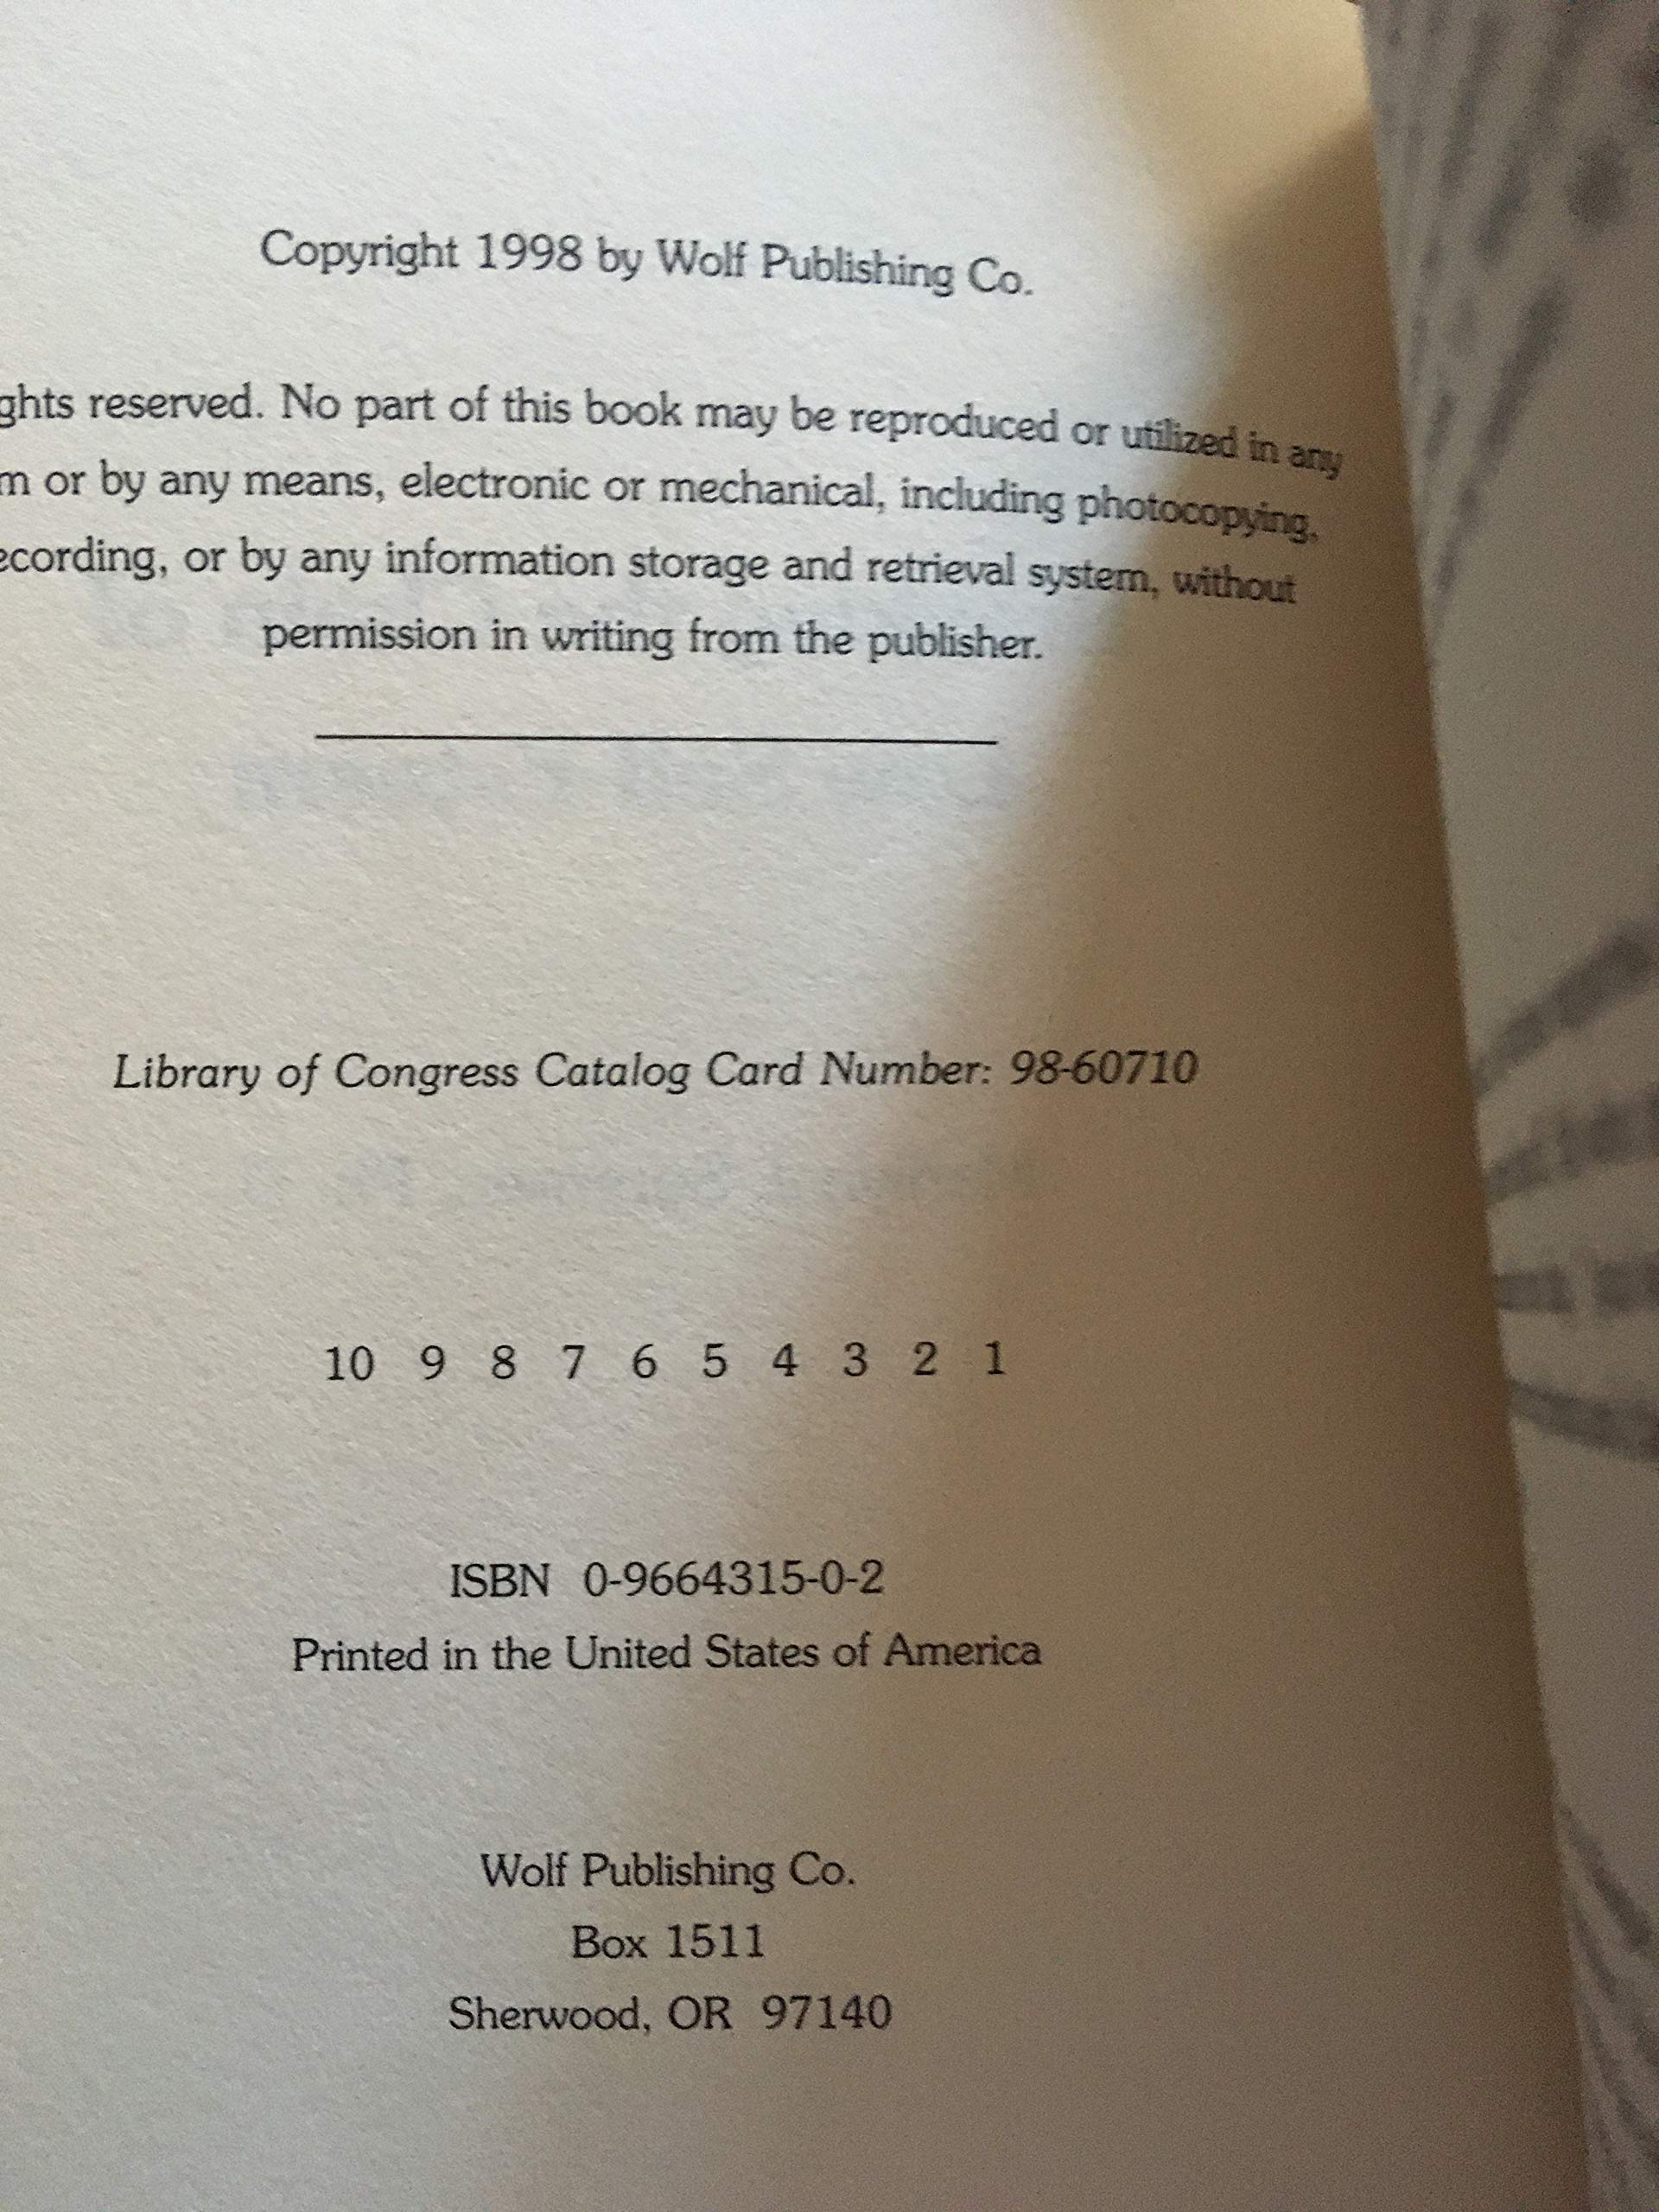 Copyright 1998 by Wolf Publishing Co.
ghts reserved. No part of this book may be reproduced or utilized in any
m or by any means, electronic or mechanical, including photocopying,
ecording, or by any information storage and retrieval system, without
permission in writing from the publisher.
Library of Congress Catalog Card Number: 98-60710
10 9 8 7 6 5 4 3 2 1
ISBN 0-9664315-0-2
Printed in the United States of America
Wolf Publishing Co.
Box 1511
Sherwood, OR 97140